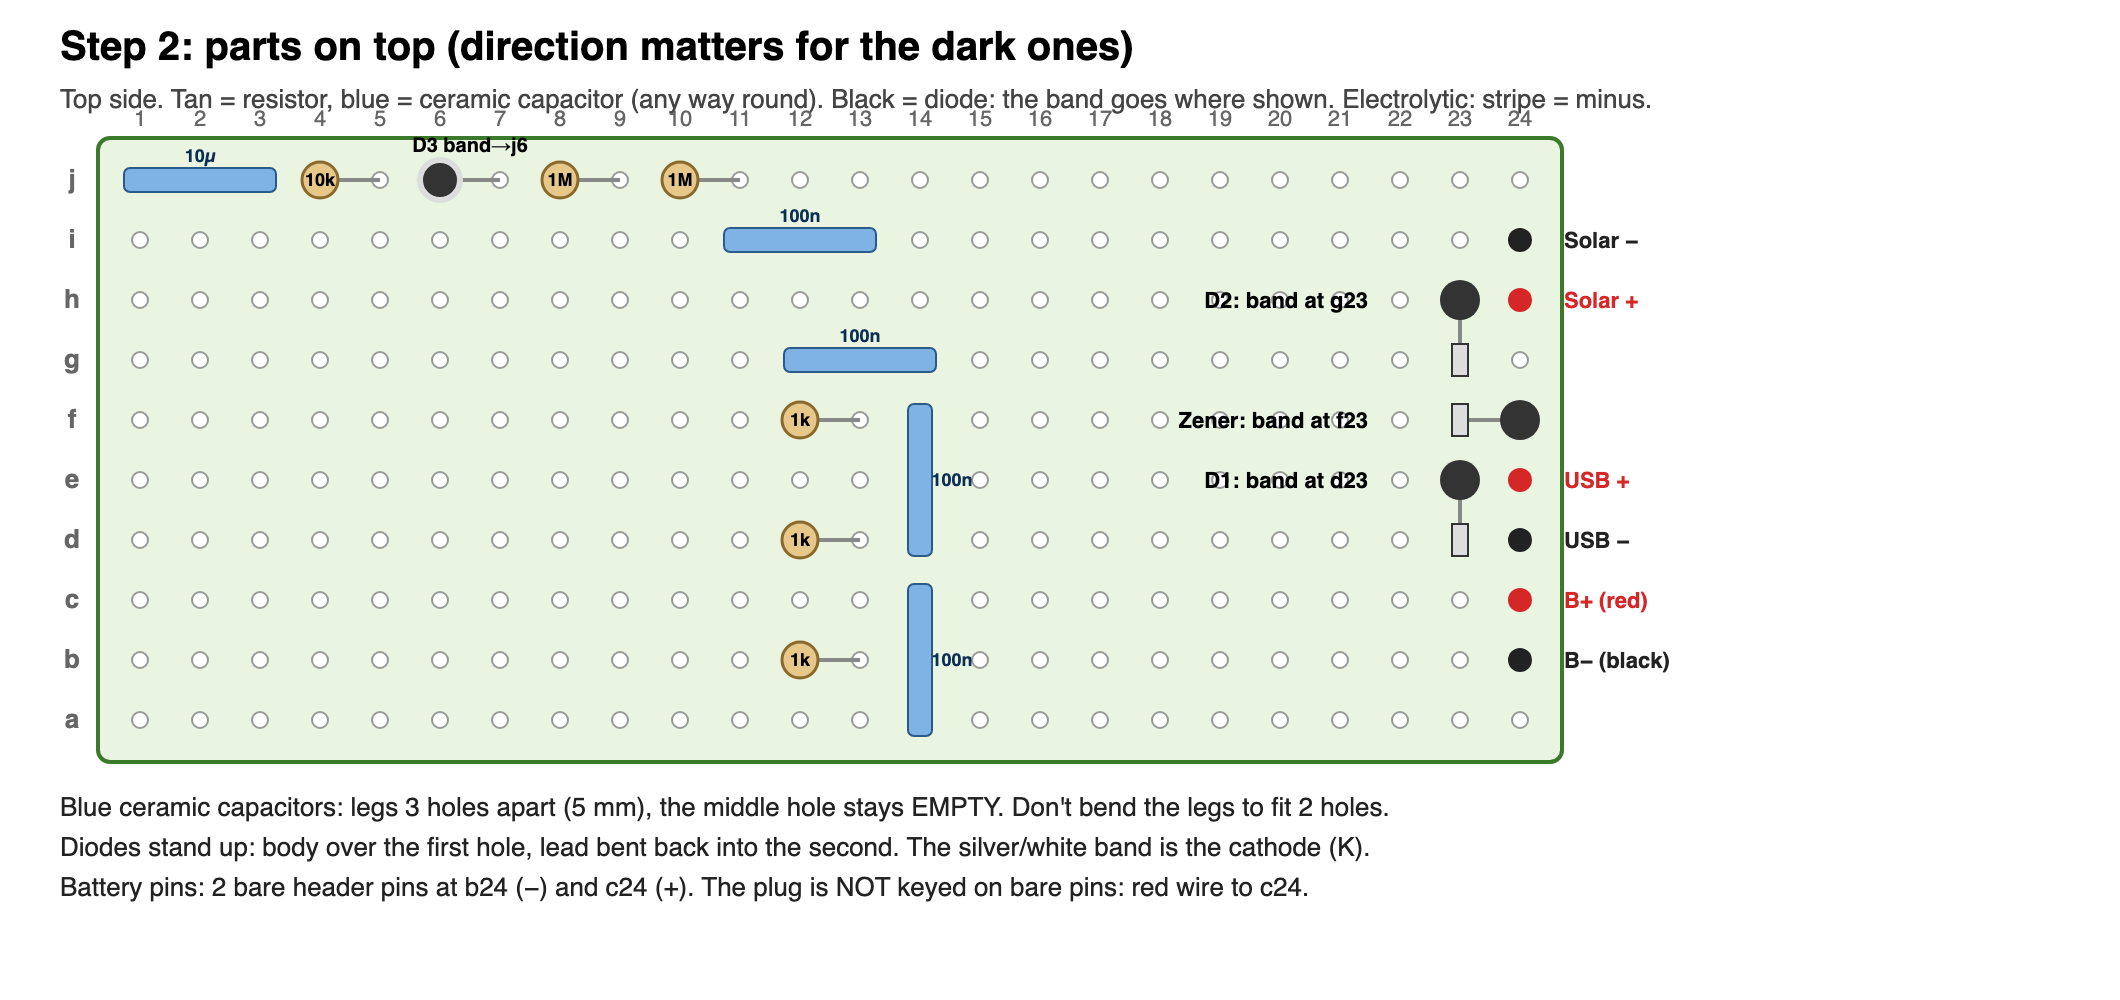 Step 2: parts on top (direction matters for the dark ones)
Top side. Tan = resistor, blue = ceramic capacitor (any way round). Black = diode: the band goes where shown. Electrolytic: stripe = minus.
1 2 3 4 5 6 7 8 9 10 11 12 13 14 15 16 17 18 19 20 21 22 23 24
D3 band→j6
10µ
j 10k 1M 1M
100n
i Solar –
h D2: band at g23 Solar +
100n
g
f 1k Zener: band at f23
e 100n D1: band at d23 USB +
d 1k USB –
c B+ (red)
b 1k 100n B– (black)
a
Blue ceramic capacitors: legs 3 holes apart (5 mm), the middle hole stays EMPTY. Don't bend the legs to fit 2 holes.
Diodes stand up: body over the first hole, lead bent back into the second. The silver/white band is the cathode (K).
Battery pins: 2 bare header pins at b24 (–) and c24 (+). The plug is NOT keyed on bare pins: red wire to c24.